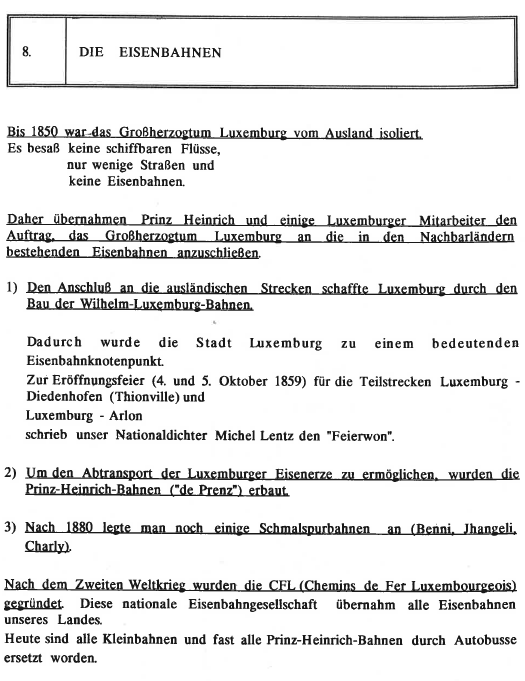 8. DIE EISENBAHNEN
Bis 1850 war das Großherzogtum Luxemburg vom Ausland isoliert.
Es besaß keine schiffbaren Flüsse,
nur wenige Straßen und
keine Eisenbahnen.
Daher übernahmen Prinz Heinrich und einige Luxemburger Mitarbeiter den
Auftrag, das Großherzogtum Luxemburg an die in den Nachbarländern
bestehenden Eisenbahnen anzuschließen.
1) Den Anschluß an die ausländischen Strecken schaffte Luxemburg durch den
Bau der Wilhelm-Luxemburg-Bahnen.
Dadurch wurde die Stadt Luxemburg zu einem bedeutenden
Eisenbahnknotenpunkt.
Zur Eröffnungsfeier (4. und 5. Oktober 1859) für die Teilstrecken Luxemburg -
Diedenhofen (Thionville) und
Luxemburg - Arlon
schrieb unser Nationaldichter Michel Lentz den "Feierwon".
2) Um den Abtransport der Luxemburger Eisenerze zu ermöglichen, wurden die
Prinz-Heinrich-Bahnen ("de Prenz") erbaut.
3) Nach 1880 legte man noch einige Schmalspurbahnen an (Benni, Jhangeli,
Charly).
Nach dem Zweiten Weltkrieg wurden die CFL (Chemins de Fer Luxembourgeois)
gegründet. Diese nationale Eisenbahngesellschaft übernahm alle Eisenbahnen
unseres Landes.
Heute sind alle Kleinbahnen und fast alle Prinz-Heinrich-Bahnen durch Autobusse
ersetzt worden.